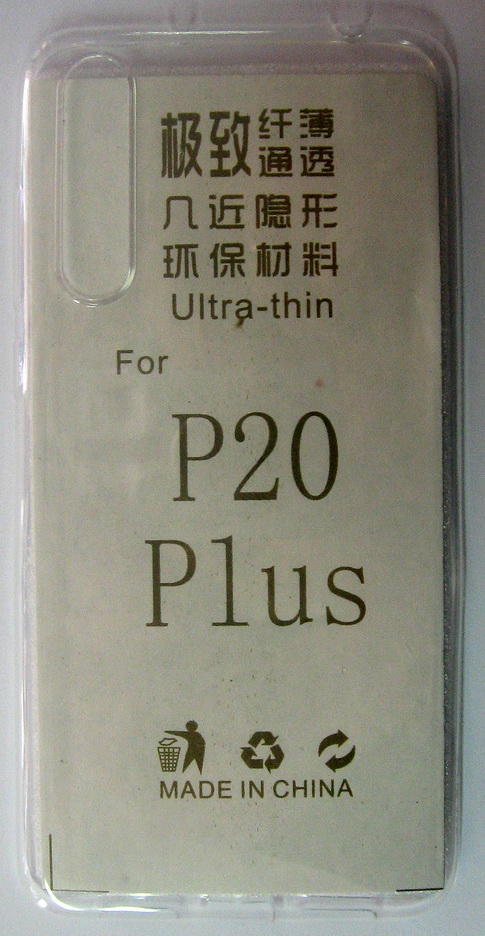 极致纤薄通透
几近隐形
环保材料
Ultra-thin
For
P20
Plus
MADE IN CHINA